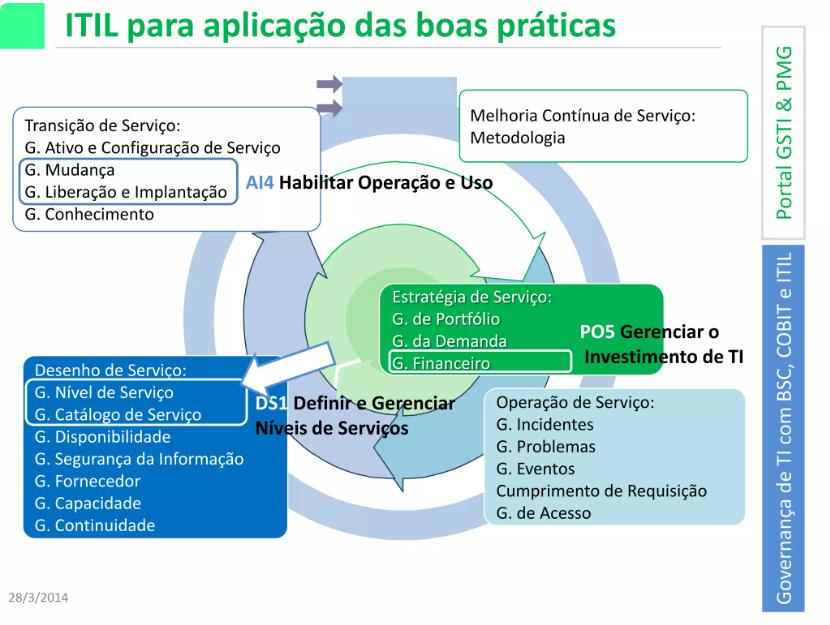 ITIL para aplicação das boas práticas
Transição de Serviço:
G. Ativo e Configuração de Serviço
G. Mudança
G. Liberação e Implantação
G. Conhecimento
AI4 Habilitar Operação e Uso
Melhoria Contínua de Serviço:
Metodologia
Estratégia de Serviço:
G. de Portfólio
G. da Demanda
G. Financeiro
PO5 Gerenciar o
Investimento de TI
Desenho de Serviço:
G. Nível de Serviço
G. Catálogo de Serviço
G. Disponibilidade
G. Segurança da Informação
G. Fornecedor
G. Capacidade
G. Continuidade
DS1 Definir e Gerenciar
Níveis de Serviços
Operação de Serviço:
G. Incidentes
G. Problemas
G. Eventos
Cumprimento de Requisição
G. de Acesso
Portal GSTI & PMG
Governança de TI com BSC, COBIT e ITIL
28/3/2014